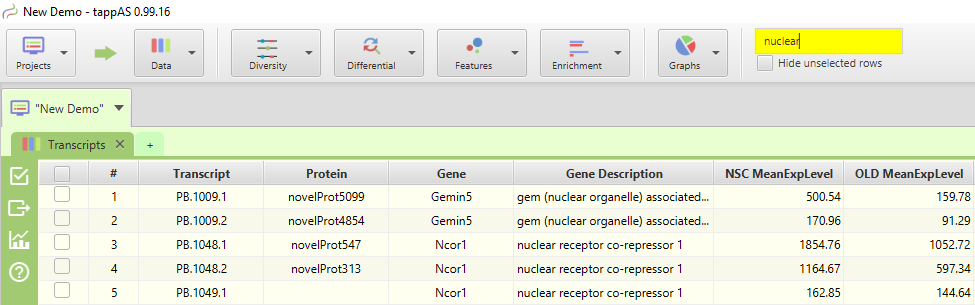 New Demo - tappAS 0.99.16
Projects Data Diversity Differential Features Enrichment Graphs
nuclear
Hide unselected rows
"New Demo"
Transcripts × +
# Transcript Protein Gene Gene Description NSC MeanExpLevel OLD MeanExpLevel
1 PB.1009.1 novelProt5099 Gemin5 gem (nuclear organelle) associated... 500.54 159.78
2 PB.1009.2 novelProt4854 Gemin5 gem (nuclear organelle) associated... 170.96 91.29
3 PB.1048.1 novelProt547 Ncor1 nuclear receptor co-repressor 1 1854.76 1052.72
4 PB.1048.2 novelProt313 Ncor1 nuclear receptor co-repressor 1 1164.67 597.34
5 PB.1049.1 Ncor1 nuclear receptor co-repressor 1 162.85 144.64